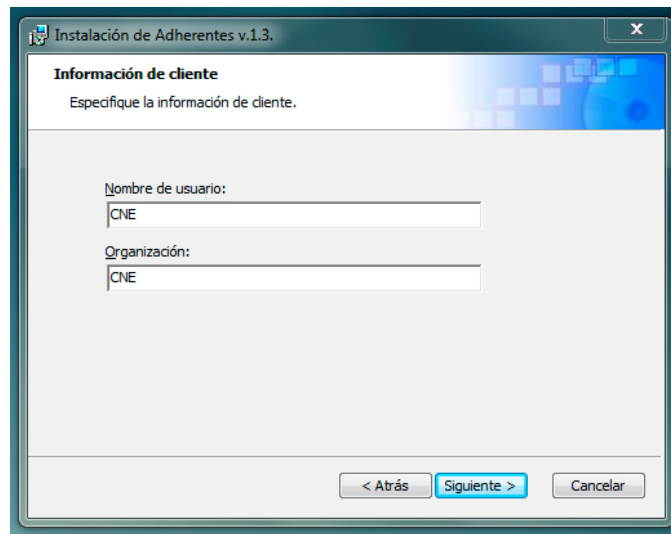 Instalación de Adherentes v.1.3.
x
Información de cliente
Especifique la información de cliente.
Nombre de usuario:
CNE
Organización:
CNE
< Atrás
Siguiente >
Cancelar